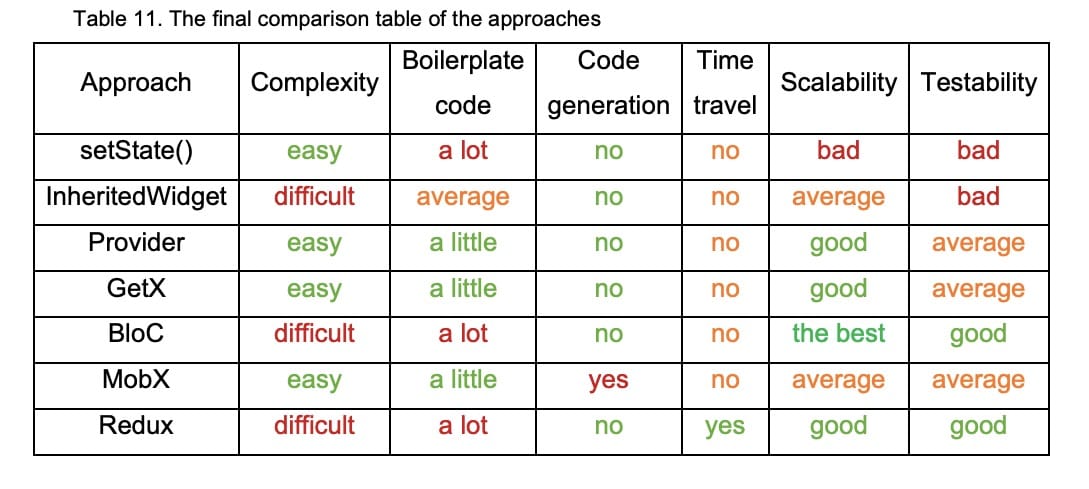 Table 11. The final comparison table of the approaches
Approach Complexity Boilerplate code Code generation Time travel Scalability Testability
setState() easy a lot no no bad bad
InheritedWidget difficult average no no average bad
Provider easy a little no no good average
GetX easy a little no no good average
BloC difficult a lot no no the best good
MobX easy a little yes no average average
Redux difficult a lot no yes good good